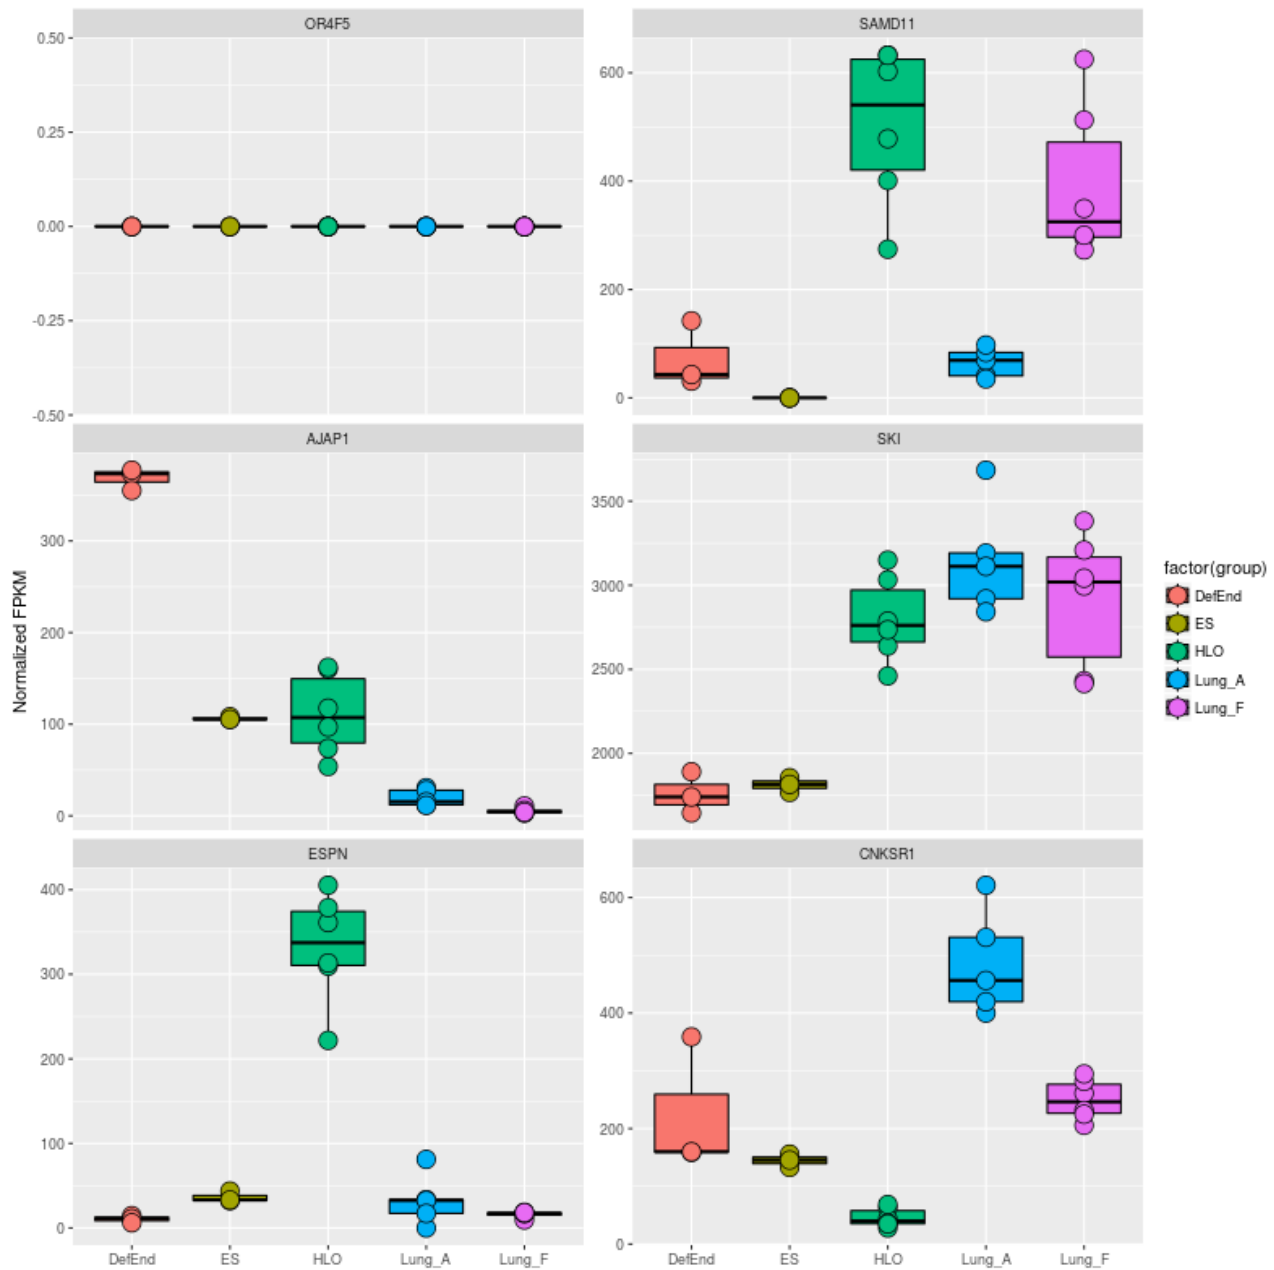 OR4F5
SAMD11
0.50
0.25
0.00
-0.25
-0.50
600
400
200
0
AJAP1
SKI
300
200
100
0
3500
3000
2500
2000
ESPN
CNKSR1
400
300
200
100
0
600
400
200
0
DefEnd ES HLO Lung_A Lung_F
DefEnd ES HLO Lung_A Lung_F
Normalized FPKM
factor(group)
DefEnd
ES
HLO
Lung_A
Lung_F